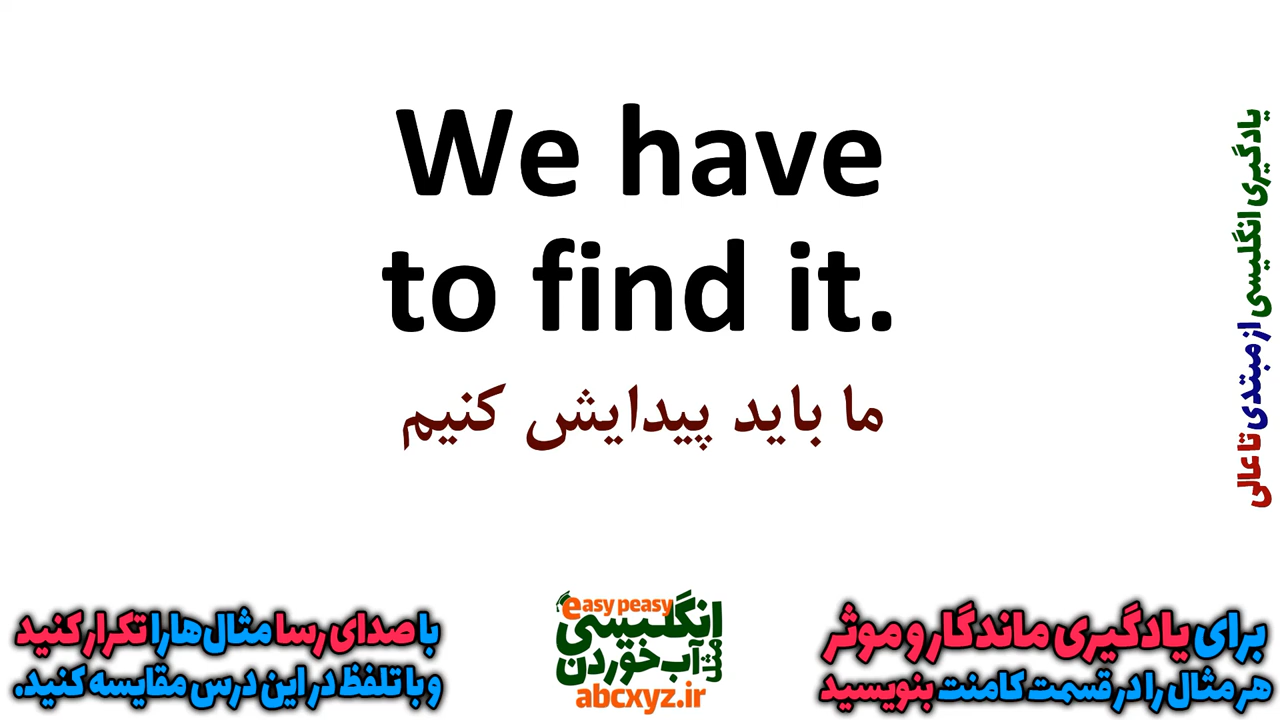 We have
to find it.
ما باید پیدایش کنیم
یادگیری انگلیسی از مبتدی تا عالی
با صدای رسا مثال‌ها را تکرار کنید
و با تلفظ در این درس مقایسه کنید.
easy peasy
انگلیسی
مثل آب خوردن
abcxyz.ir
برای یادگیری ماندگار و موثر
هر مثال را در قسمت کامنت بنویسید